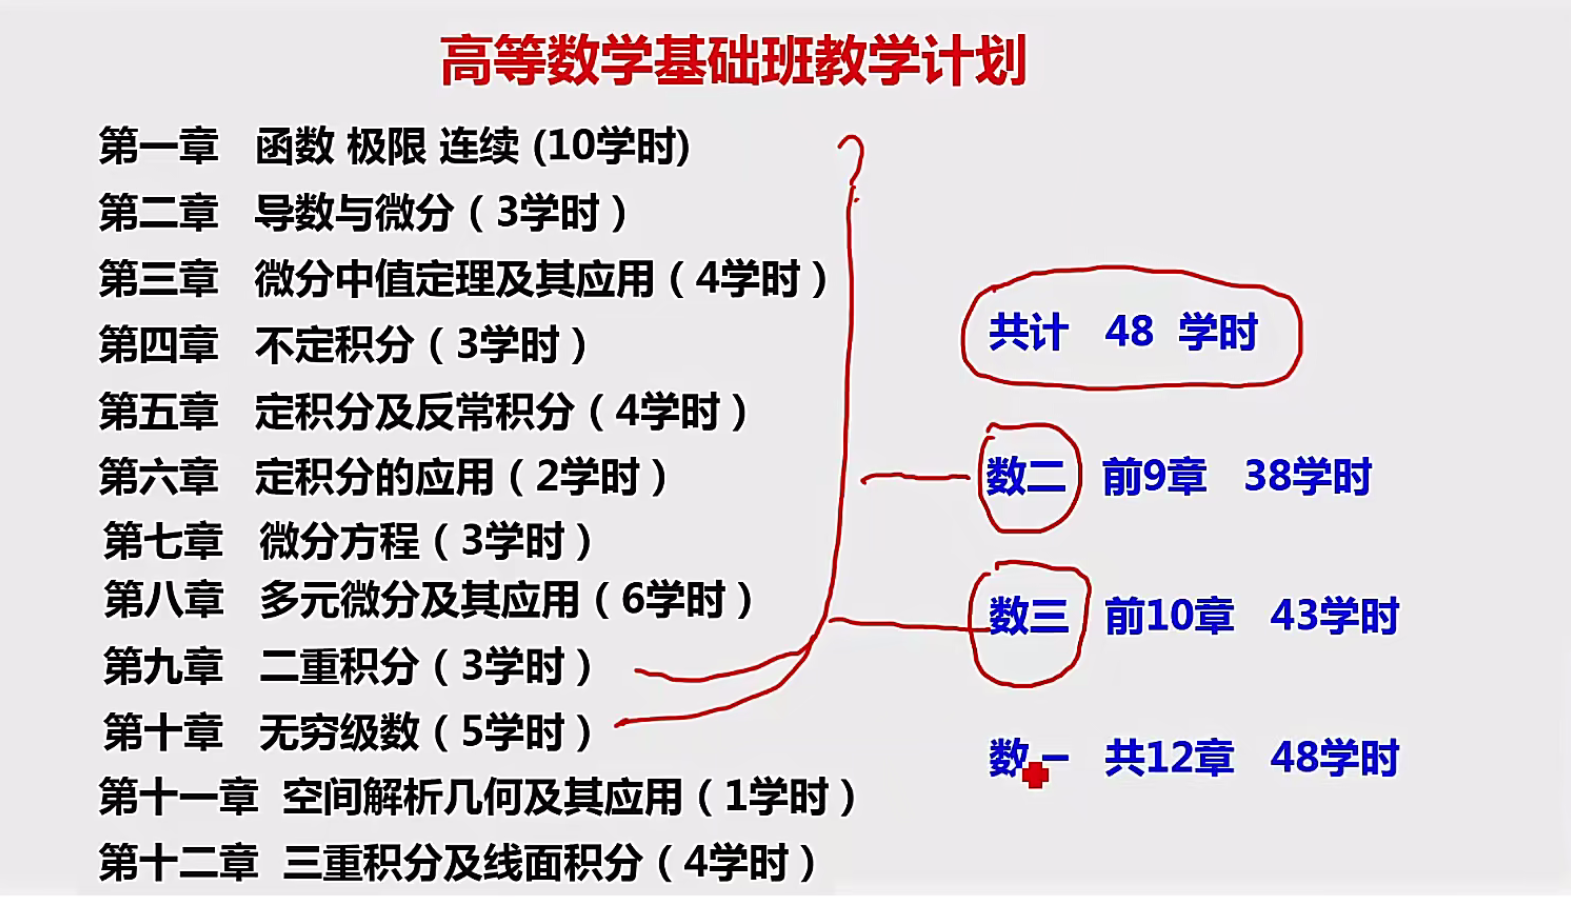 高等数学基础班教学计划
第一章 函数 极限 连续 (10学时)
第二章 导数与微分（3学时）
第三章 微分中值定理及其应用（4学时）
第四章 不定积分（3学时）
第五章 定积分及反常积分（4学时）
第六章 定积分的应用（2学时）
第七章 微分方程（3学时）
第八章 多元微分及其应用（6学时）
第九章 二重积分（3学时）
第十章 无穷级数（5学时）
第十一章 空间解析几何及其应用（1学时）
第十二章 三重积分及线面积分（4学时）
共计 48 学时
数二 前9章 38学时
数三 前10章 43学时
数一 共12章 48学时